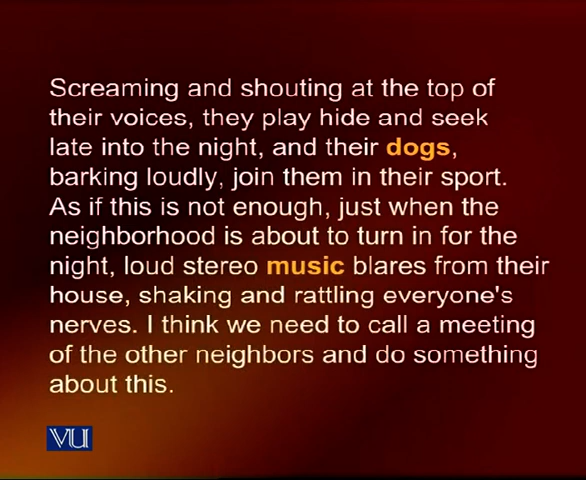 Screaming and shouting at the top of
their voices, they play hide and seek
late into the night, and their dogs,
barking loudly, join them in their sport.
As if this is not enough, just when the
neighborhood is about to turn in for the
night, loud stereo music blares from their
house, shaking and rattling everyone's
nerves. I think we need to call a meeting
of the other neighbors and do something
about this.
VU